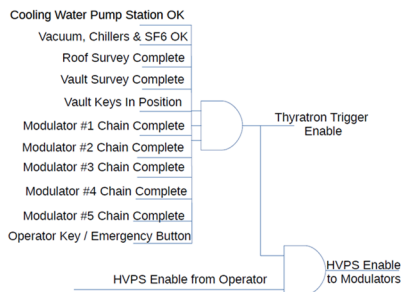 Cooling Water Pump Station OK
Vacuum, Chillers & SF6 OK
Roof Survey Complete
Vault Survey Complete
Vault Keys In Position
Modulator #1 Chain Complete
Modulator #2 Chain Complete
Modulator #3 Chain Complete
Modulator #4 Chain Complete
Modulator #5 Chain Complete
Operator Key / Emergency Button
Thyratron Trigger
Enable
HVPS Enable from Operator
HVPS Enable
to Modulators